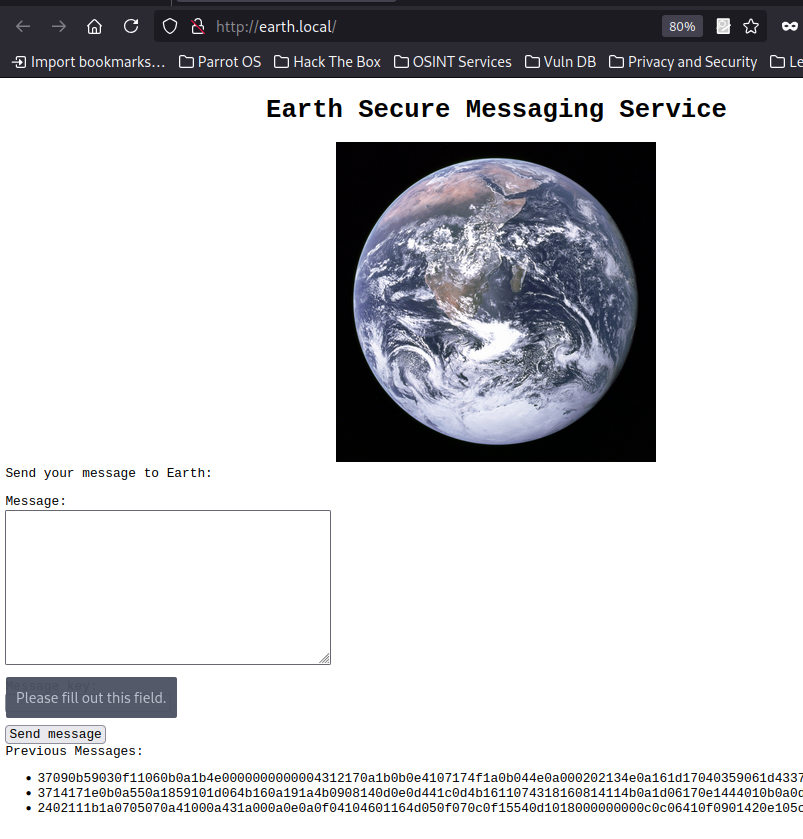 http://earth.local/ 80%
Import bookmarks… Parrot OS Hack The Box OSINT Services Vuln DB Privacy and Security Le
Earth Secure Messaging Service
Send your message to Earth:
Message:
Message key:
Please fill out this field.
Send message
Previous Messages:
37090b59030f11060b0a1b4e0000000000004312170a1b0b0e4107174f1a0b044e0a000202134e0a161d17040359061d4337
3714171e0b0a550a1859101d064b160a191a4b0908140d0e0d441c0d4b1611074318160814114b0a1d06170e1444010b0a0d
2402111b1a0705070a41000a431a000a0e0a0f04104601164d050f070c0f15540d1018000000000c0c06410f0901420e105c